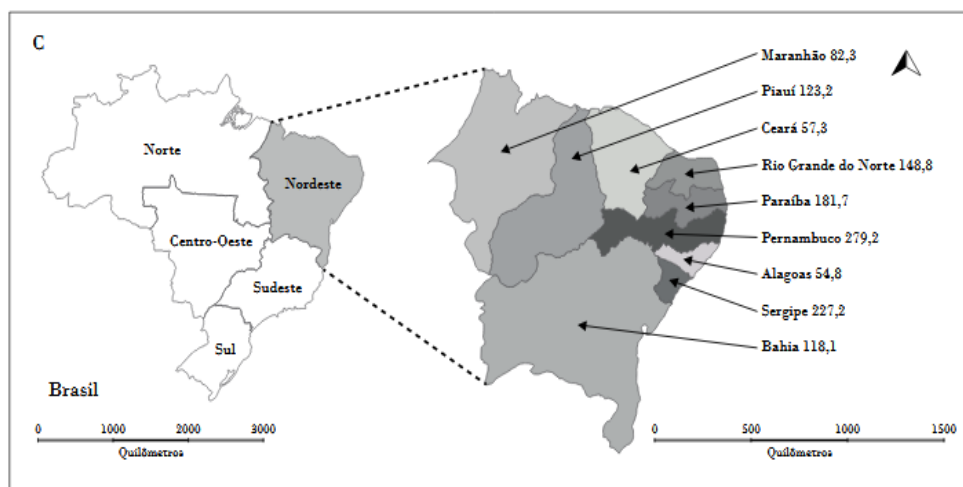 C
Maranhão 82,3
Piauí 123,2
Ceará 57,3
Norte
Rio Grande do Norte 148,8
Nordeste
Paraíba 181,7
Centro-Oeste
Pernambuco 279,2
Alagoas 54,8
Sudeste
Sergipe 227,2
Bahia 118,1
Sul
Brasil
0 1000 2000 3000
Quilômetros
0 500 1000 1500
Quilômetros